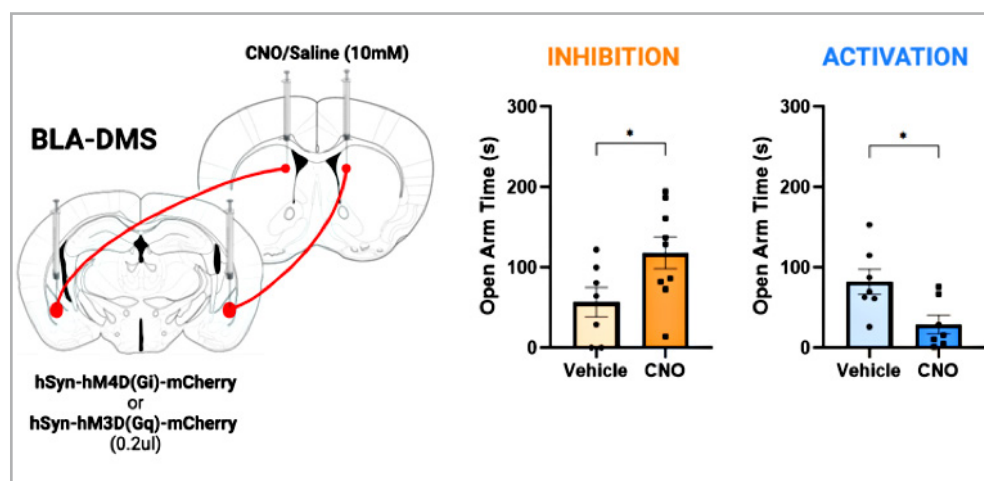 CNO/Saline (10mM)
BLA-DMS
hSyn-hM4D(Gi)-mCherry
or
hSyn-hM3D(Gq)-mCherry
(0.2ul)
INHIBITION
300
200
100
0
Open Arm Time (s)
*
Vehicle CNO
ACTIVATION
300
200
100
0
Open Arm Time (s)
*
Vehicle CNO